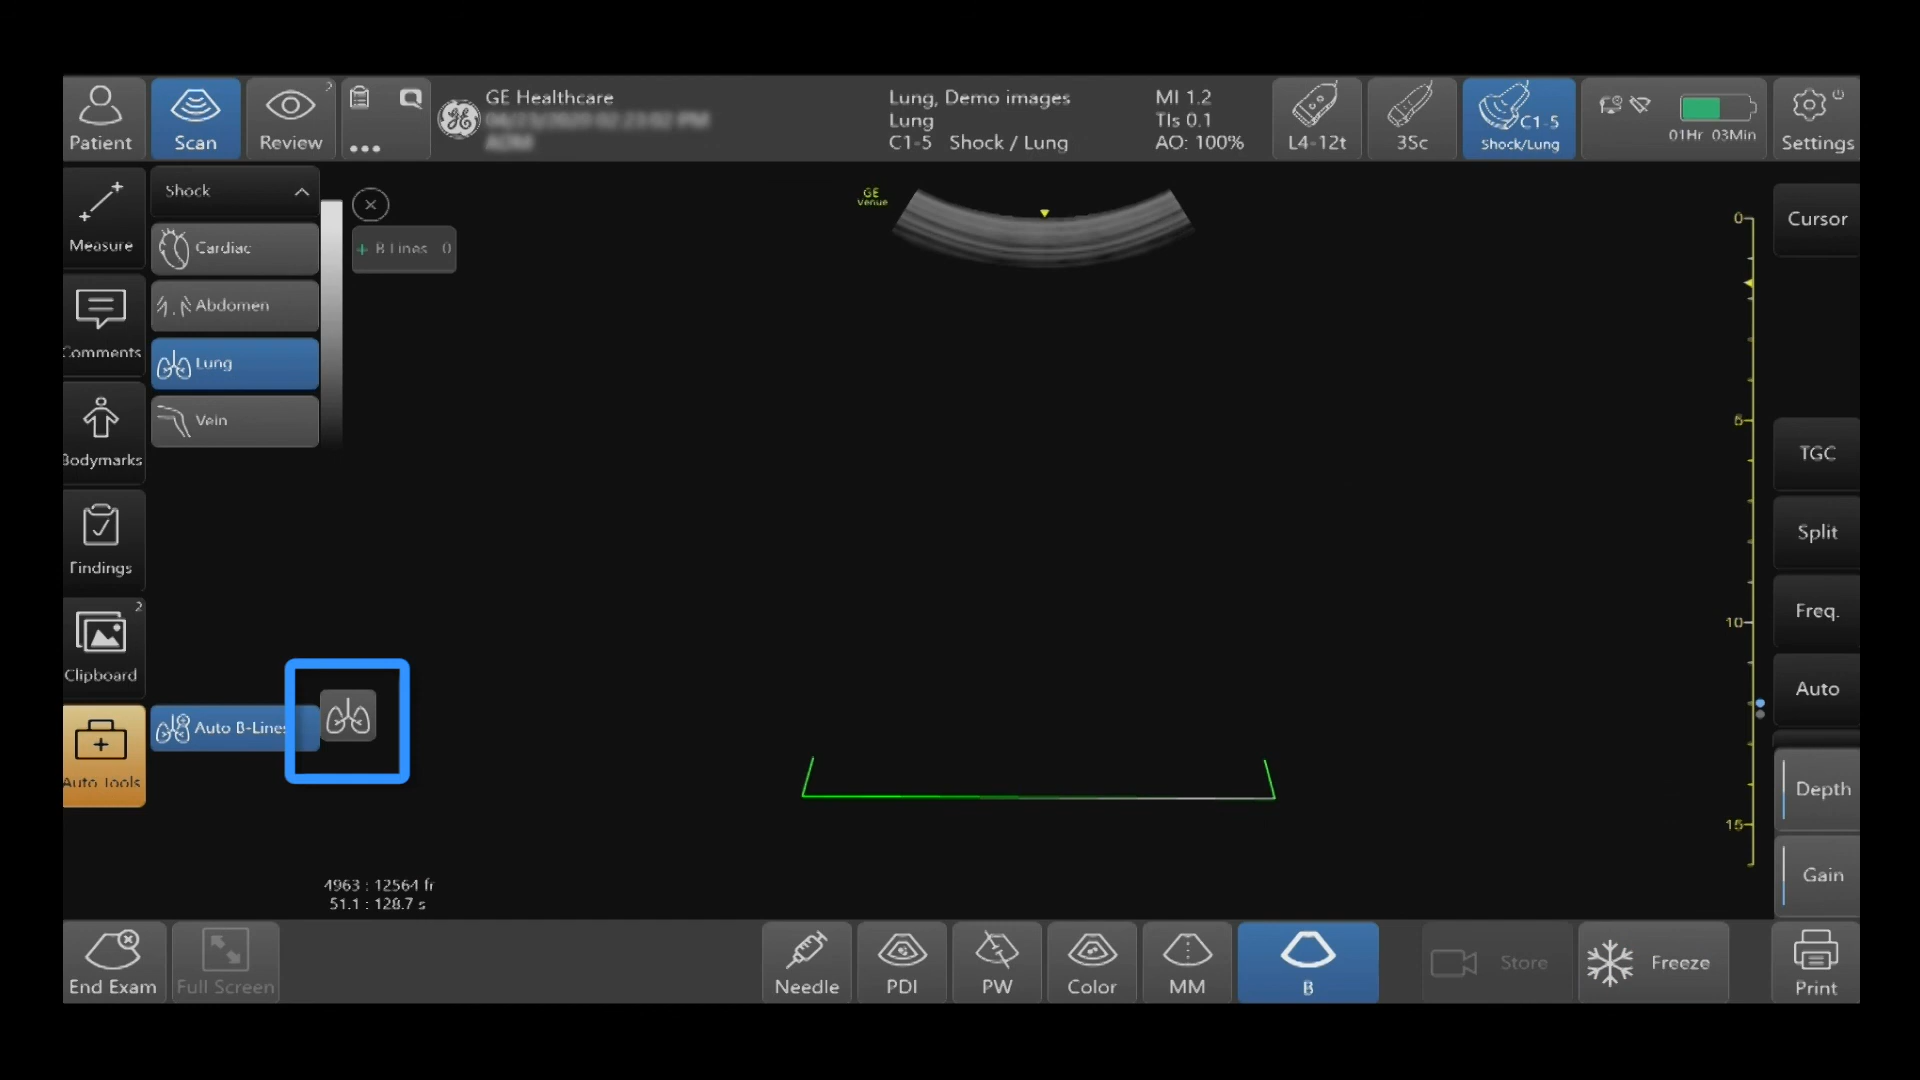 Patient
Scan
Review
2
GE Healthcare
Lung, Demo images
Lung
C1-5 Shock / Lung
MI 1.2
TIs 0.1
AO: 100%
L4-12t
3Sc
C1-5
Shock/Lung
01Hr 03Min
Settings
Measure
Comments
Bodymarks
Findings
Clipboard
2
Auto Tools
Shock
Cardiac
Abdomen
Lung
Vein
+ B Lines 0
Auto B-Lines
GE
Venue
0
5
10
15
Cursor
TGC
Split
Freq.
Auto
Depth
Gain
4963 : 12564 fr
51.1 : 128.7 s
End Exam
Full Screen
Needle
PDI
PW
Color
MM
B
Store
Freeze
Print